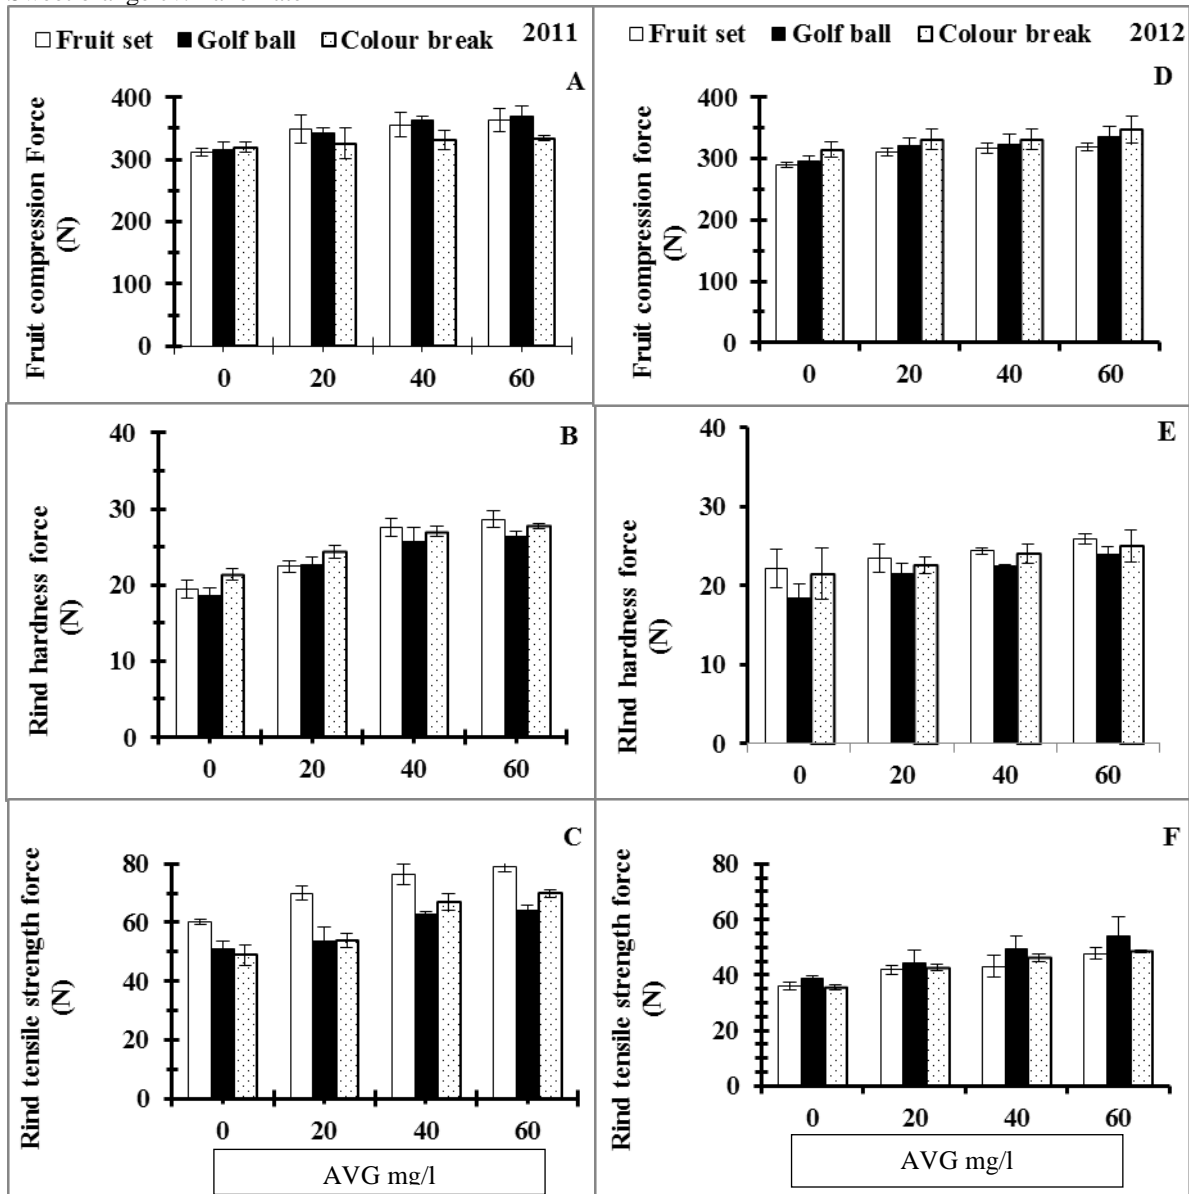 Fruit set Golf ball Colour break 2011
A
Fruit compression Force
(N)
400
300
200
100
0
0 20 40 60
Fruit set Golf ball Colour break 2012
D
Fruit compression force
(N)
400
300
200
100
0
0 20 40 60
B
Rind hardness force
(N)
40
30
20
10
0
0 20 40 60
E
RInd hardness force
(N)
40
30
20
10
0
0 20 40 60
C
Rind tensile strength force
(N)
80
60
40
20
0
0 20 40 60
AVG mg/l
F
Rind tensile strength force
(N)
80
60
40
20
0
0 20 40 60
AVG mg/l